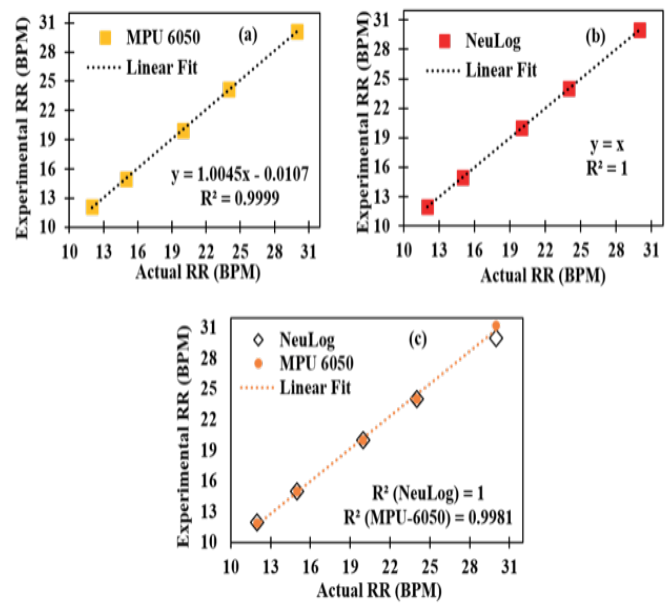 MPU 6050
Linear Fit
(a)
y = 1.0045x - 0.0107
R² = 0.9999
Experimental RR (BPM)
31
28
25
22
19
16
13
10
10 13 16 19 22 25 28 31
Actual RR (BPM)
NeuLog
Linear Fit
(b)
y = x
R² = 1
Experimental RR (BPM)
31
28
25
22
19
16
13
10
10 13 16 19 22 25 28 31
Actual RR (BPM)
NeuLog
MPU 6050
Linear Fit
(c)
R² (NeuLog) = 1
R² (MPU-6050) = 0.9981
Experimental RR (BPM)
31
28
25
22
19
16
13
10
10 13 16 19 22 25 28 31
Actual RR (BPM)